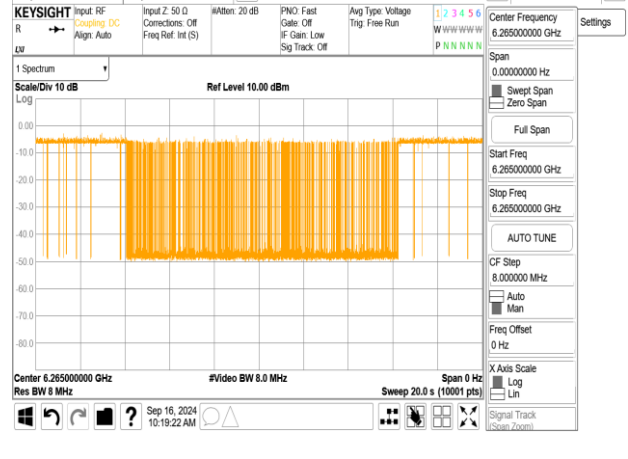 KEYSIGHT
R
LXI
Input: RF
Coupling: DC
Align: Auto
Input Z: 50 Ω
Corrections: Off
Freq Ref: Int (S)
#Atten: 20 dB
PNO: Fast
Gate: Off
IF Gain: Low
Sig Track: Off
Avg Type: Voltage
Trig: Free Run
1 2 3 4 5 6
W W W W W W
P N N N N N
1 Spectrum
Scale/Div 10 dB
Ref Level 10.00 dBm
Log
0.00
-10.0
-20.0
-30.0
-40.0
-50.0
-60.0
-70.0
-80.0
Center 6.265000000 GHz
#Video BW 8.0 MHz
Span 0 Hz
Res BW 8 MHz
Sweep 20.0 s (10001 pts)
?
Sep 16, 2024
10:19:22 AM
Center Frequency
6.265000000 GHz
Settings
Span
0.00000000 Hz
Swept Span
Zero Span
Full Span
Start Freq
6.265000000 GHz
Stop Freq
6.265000000 GHz
AUTO TUNE
CF Step
8.000000 MHz
Auto
Man
Freq Offset
0 Hz
X Axis Scale
Log
Lin
Signal Track
(Span Zoom)